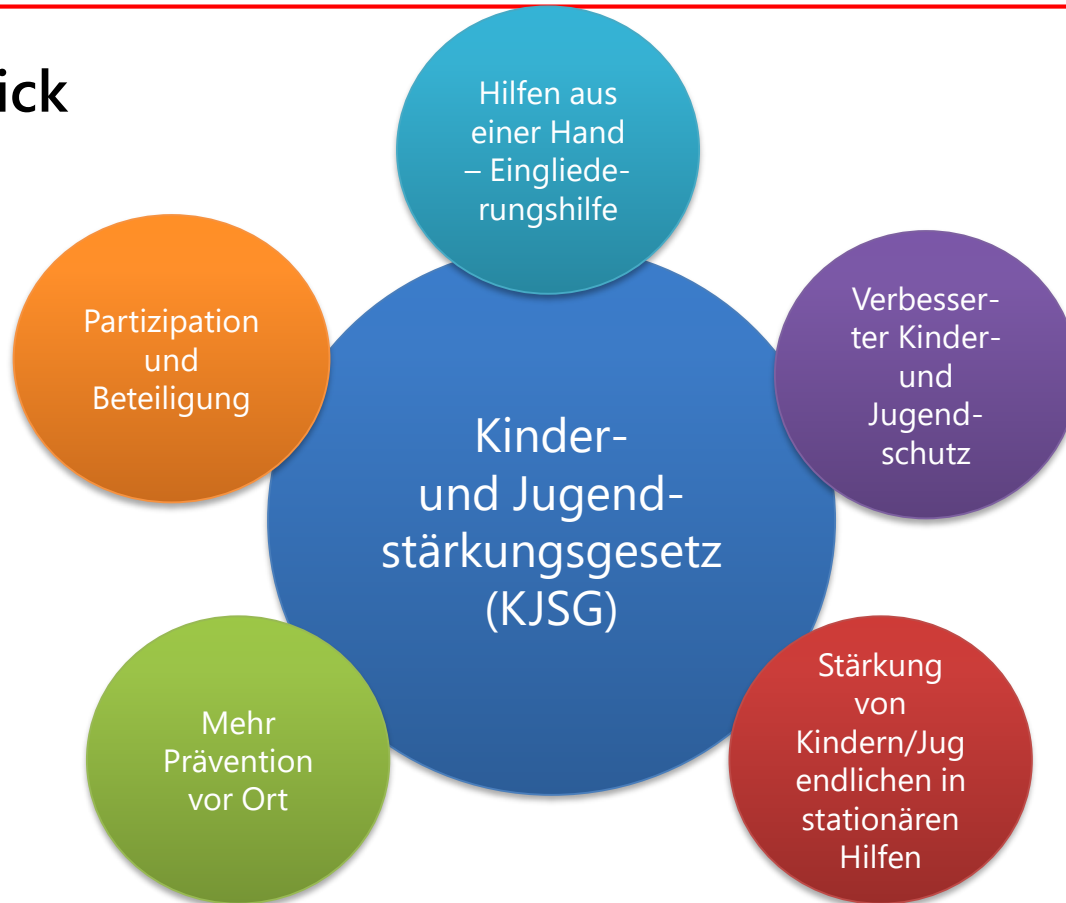 ick
Hilfen aus
einer Hand
– Eingliede-
rungshilfe
Partizipation
und
Beteiligung
Verbesser-
ter Kinder-
und
Jugend-
schutz
Kinder-
und Jugend-
stärkungsgesetz
(KJSG)
Mehr
Prävention
vor Ort
Stärkung
von
Kindern/Jug
endlichen in
stationären
Hilfen